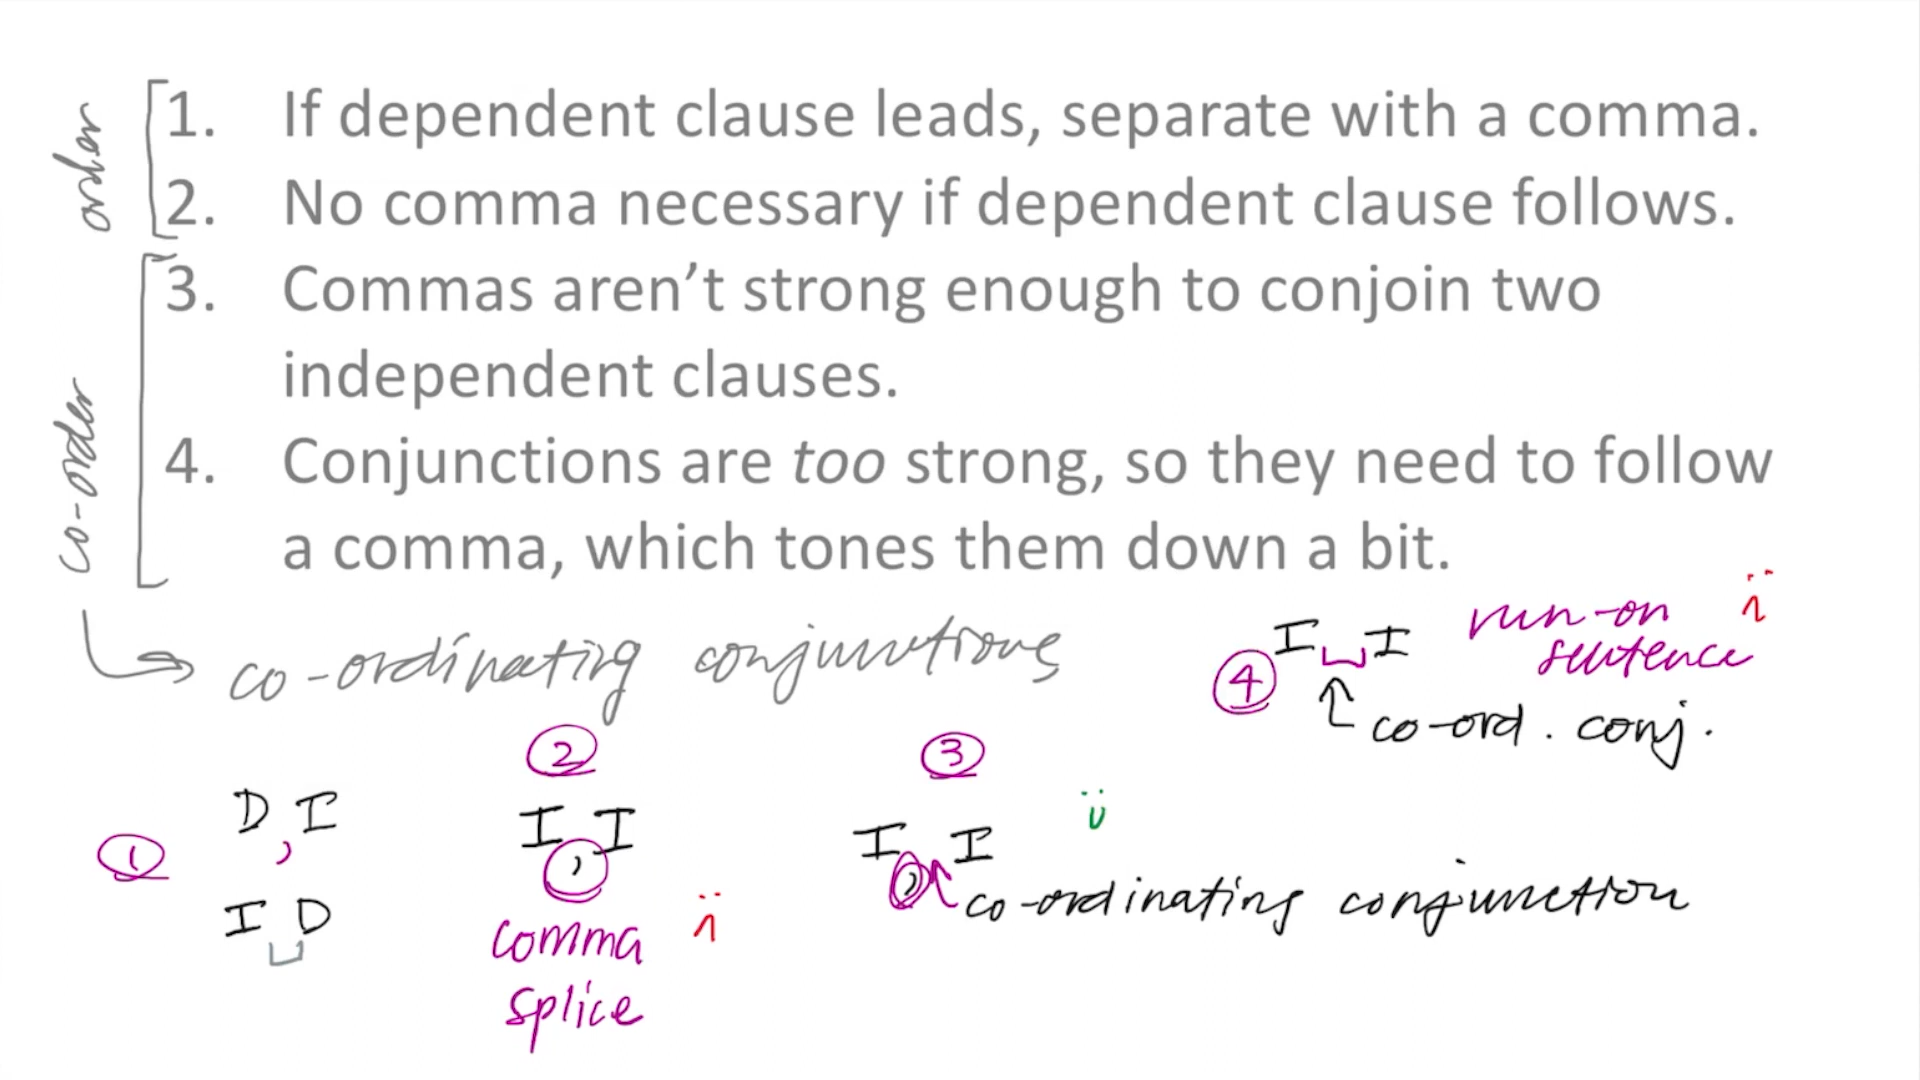 order
1. If dependent clause leads, separate with a comma.
2. No comma necessary if dependent clause follows.
co-order
3. Commas aren’t strong enough to conjoin two
independent clauses.
4. Conjunctions are too strong, so they need to follow
a comma, which tones them down a bit.
co-ordinating conjunctions
④ I I run-on
sentence
co-ord. conj.
① D, I
I D
② I, I
comma
splice
③ I, I
co-ordinating conjunction